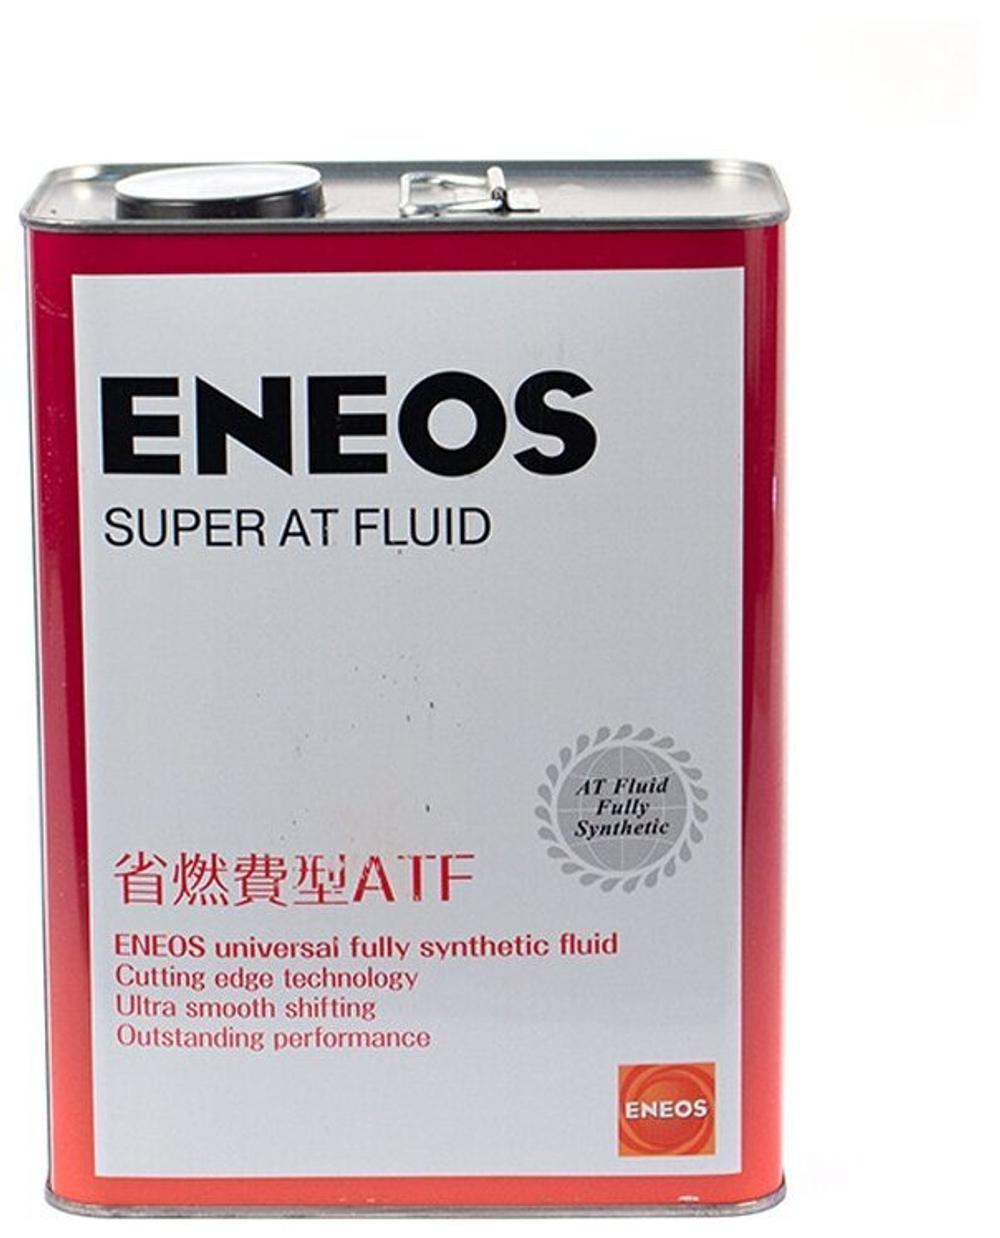 ENEOS
SUPER AT FLUID
AT Fluid
Fully
Synthetic
省燃費型ATF
ENEOS universal fully synthetic fluid
Cutting edge technology
Ultra smooth shifting
Outstanding performance
ENEOS